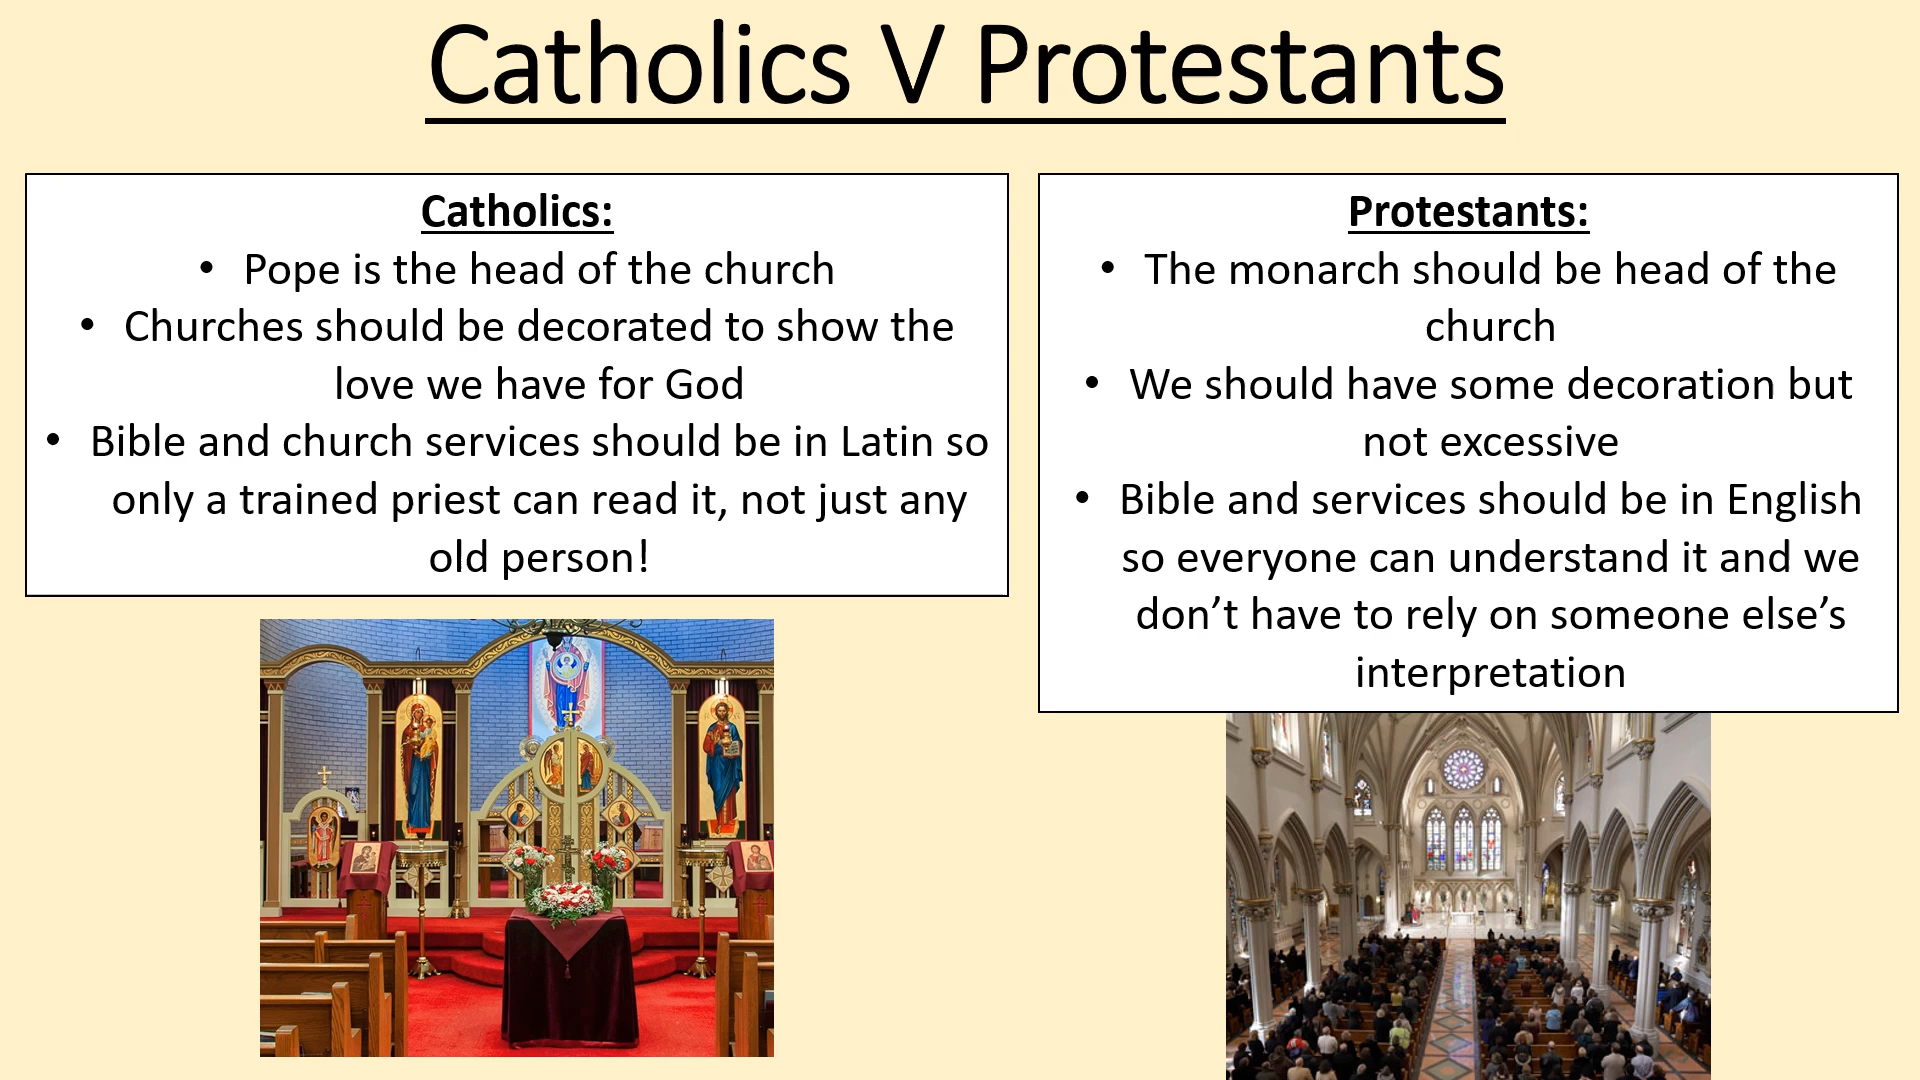 Catholics V Protestants
Catholics:
• Pope is the head of the church
• Churches should be decorated to show the
love we have for God
• Bible and church services should be in Latin so
only a trained priest can read it, not just any
old person!
Protestants:
• The monarch should be head of the
church
• We should have some decoration but
not excessive
• Bible and services should be in English
so everyone can understand it and we
don’t have to rely on someone else’s
interpretation